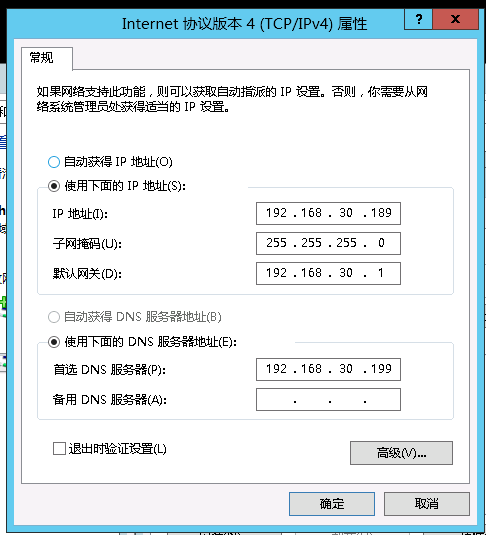 Internet 协议版本 4 (TCP/IPv4) 属性
? x
常规
如果网络支持此功能，则可以获取自动指派的 IP 设置。否则，你需要从网
络系统管理员处获得适当的 IP 设置。
自动获得 IP 地址(O)
使用下面的 IP 地址(S):
IP 地址(I): 192 . 168 . 30 . 189
子网掩码(U): 255 . 255 . 255 . 0
默认网关(D): 192 . 168 . 30 . 1
自动获得 DNS 服务器地址(B)
使用下面的 DNS 服务器地址(E):
首选 DNS 服务器(P): 192 . 168 . 30 . 199
备用 DNS 服务器(A): . . .
退出时验证设置(L)
高级(V)...
确定
取消